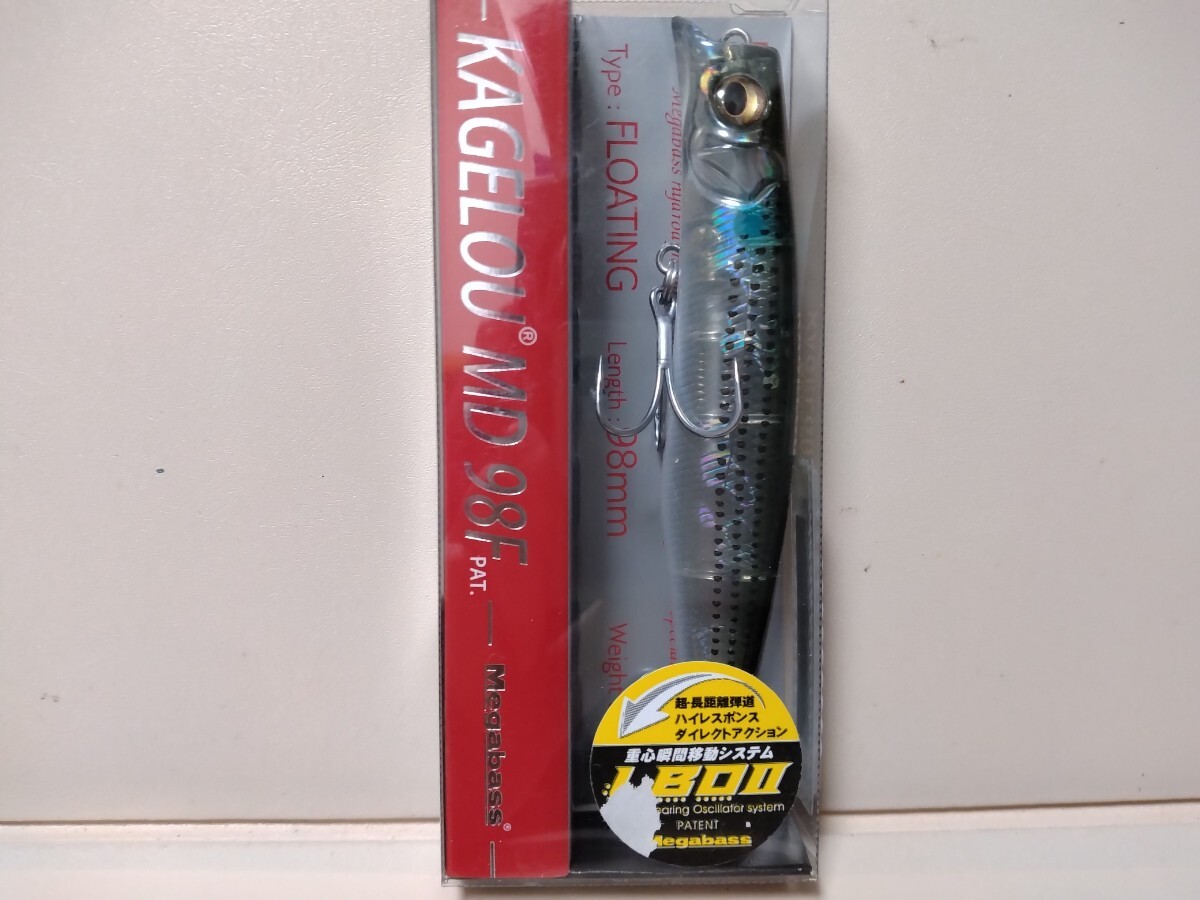 KAGELOU® MD 98F
PAT.
Megabass®
Type : FLOATING
Length : 98mm
Weight
Megabass
超・長距離弾道
ハイレスポンス
ダイレクトアクション
重心瞬間移動システム
LBOII
Oscillator system
PATENT
Megabass